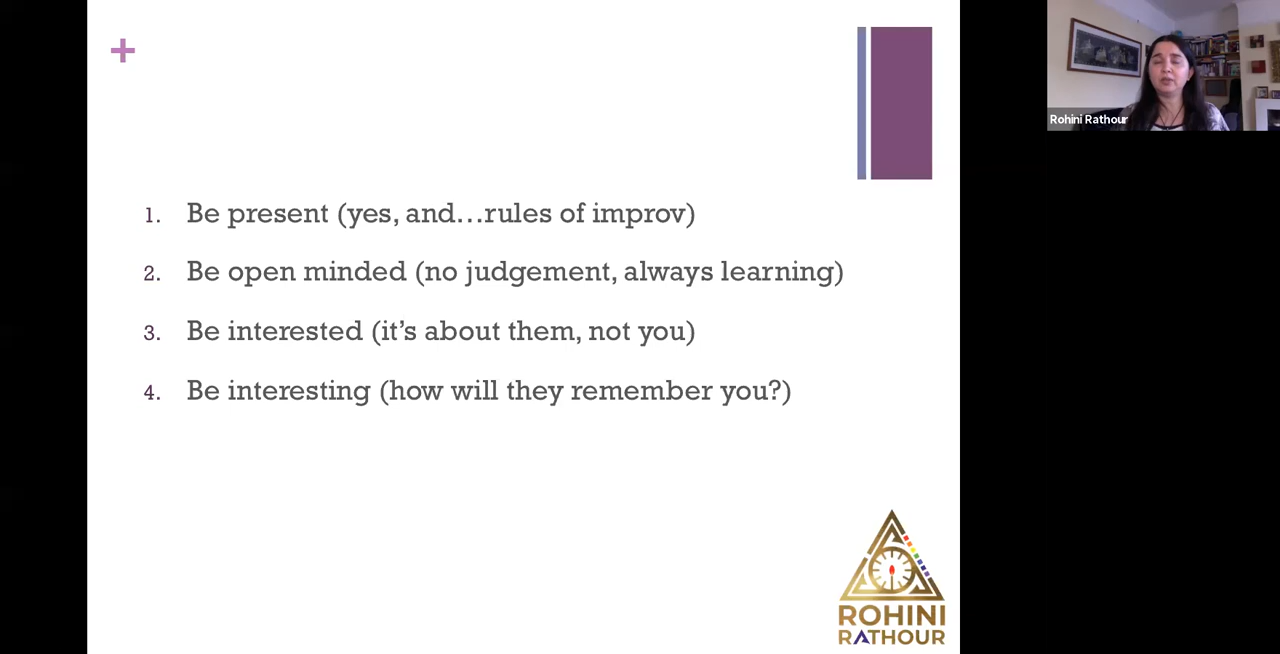 +
1. Be present (yes, and…rules of improv)
2. Be open minded (no judgement, always learning)
3. Be interested (it’s about them, not you)
4. Be interesting (how will they remember you?)
Rohini Rathour
ROHINI
RATHOUR